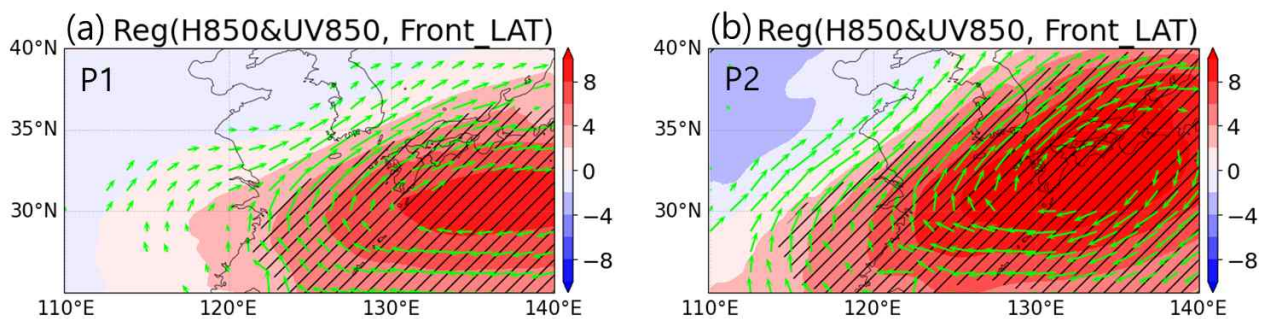 (a) Reg(H850&UV850, Front_LAT)
40°N
35°N
30°N
P1
110°E 120°E 130°E 140°E
8
4
0
−4
−8
(b) Reg(H850&UV850, Front_LAT)
40°N
35°N
30°N
P2
110°E 120°E 130°E 140°E
8
4
0
−4
−8